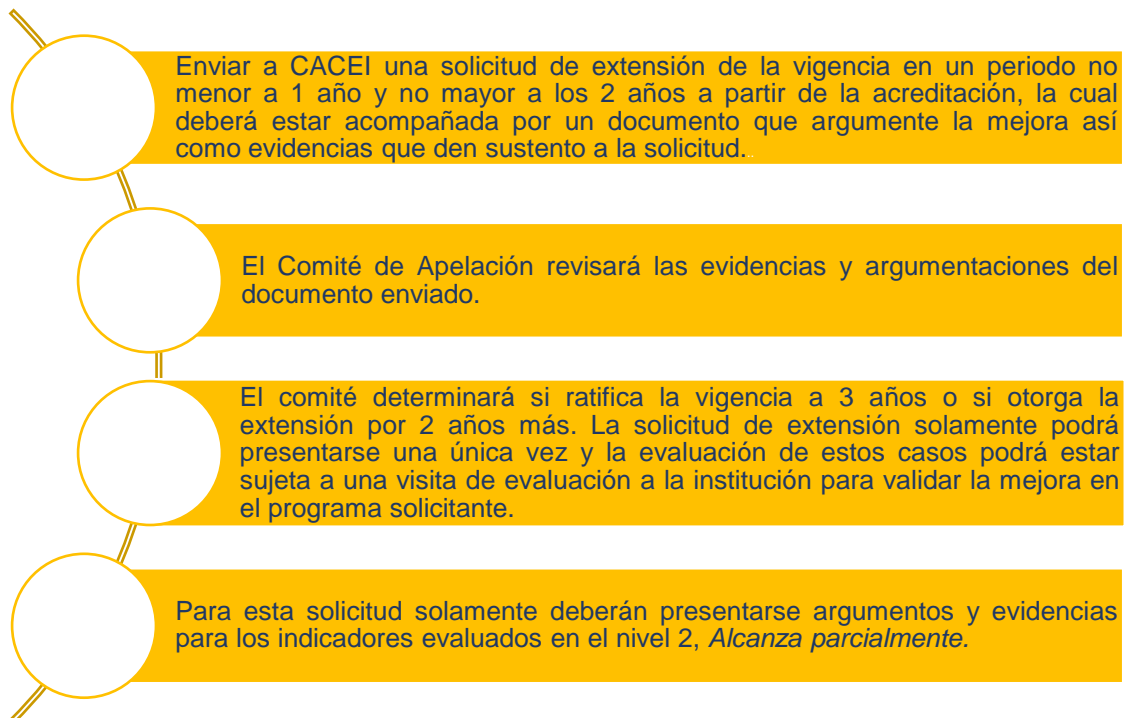 Enviar a CACEI una solicitud de extensión de la vigencia en un periodo no
menor a 1 año y no mayor a los 2 años a partir de la acreditación, la cual
deberá estar acompañada por un documento que argumente la mejora así
como evidencias que den sustento a la solicitud.
El Comité de Apelación revisará las evidencias y argumentaciones del
documento enviado.
El comité determinará si ratifica la vigencia a 3 años o si otorga la
extensión por 2 años más. La solicitud de extensión solamente podrá
presentarse una única vez y la evaluación de estos casos podrá estar
sujeta a una visita de evaluación a la institución para validar la mejora en
el programa solicitante.
Para esta solicitud solamente deberán presentarse argumentos y evidencias
para los indicadores evaluados en el nivel 2, Alcanza parcialmente.